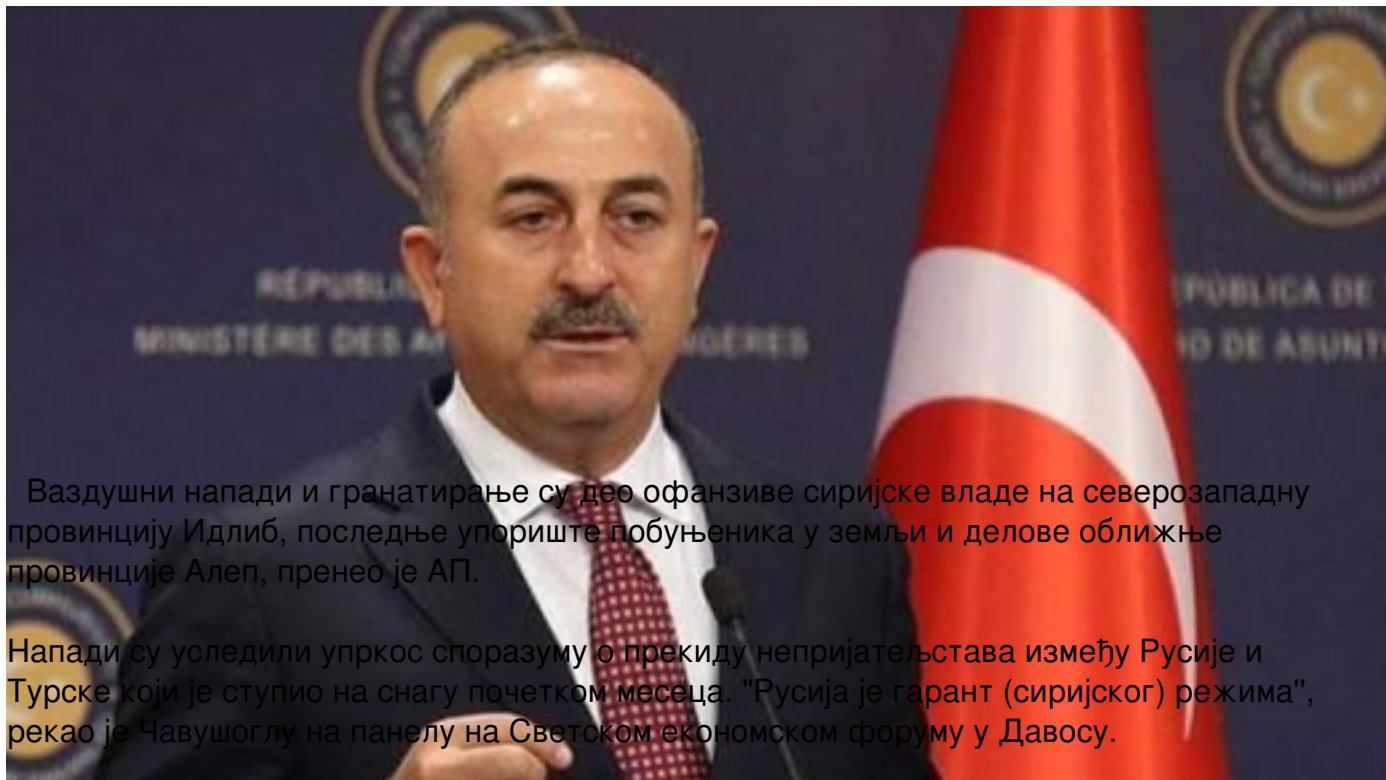 RÉPUBLI
MINISTÈRE DES AF NGÈRES
PÚBLICA DE
IO DE ASUNT
Ваздушни напади и гранатирање су део офанзиве сиријске владе на северозападну
провинцију Идлиб, последње упориште побуњеника у земљи и делове оближње
провинције Алеп, пренео је АП.
Напади су уследили упркос споразуму о прекиду непријатељстава између Русије и
Турске који је ступио на снагу почетком месеца. "Русија је гарант (сиријског) режима",
рекао је Чавушоглу на панелу на Светском економском форуму у Давосу.